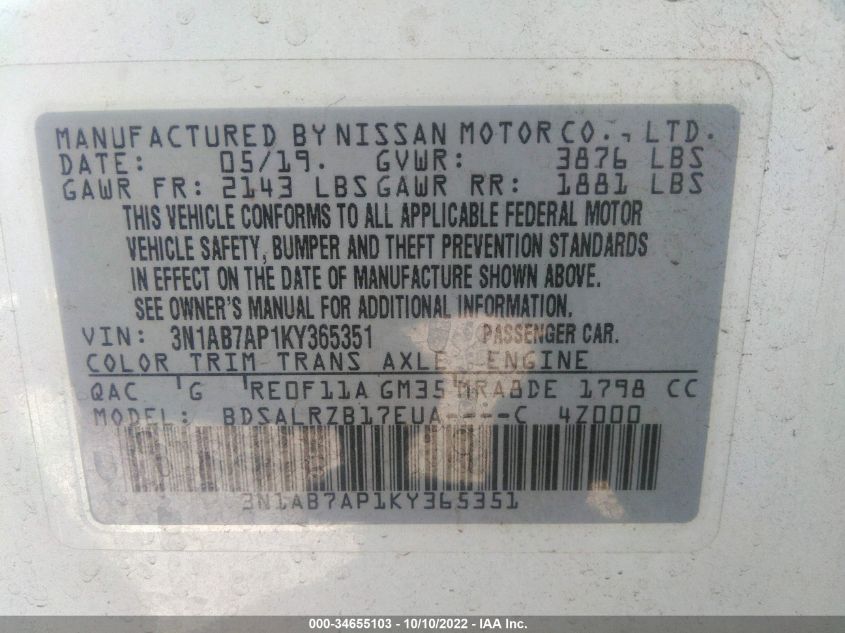 MANUFACTURED BY NISSAN MOTOR CO., LTD.
DATE: 05/19. GVWR: 3876 LBS
GAWR FR: 2143 LBS GAWR RR: 1881 LBS
THIS VEHICLE CONFORMS TO ALL APPLICABLE FEDERAL MOTOR
VEHICLE SAFETY, BUMPER AND THEFT PREVENTION STANDARDS
IN EFFECT ON THE DATE OF MANUFACTURE SHOWN ABOVE.
SEE OWNER'S MANUAL FOR ADDITIONAL INFORMATION.
VIN: 3N1AB7AP1KY365351 PASSENGER CAR.
COLOR TRIM TRANS AXLE ENGINE
QAC G RE0F11A GM35 MRA8DE 1798 CC
MODEL: BDSALRZB17EUA----C 4Z000
3N1AB7AP1KY365351
000-34655103 - 10/10/2022 - IAA Inc.